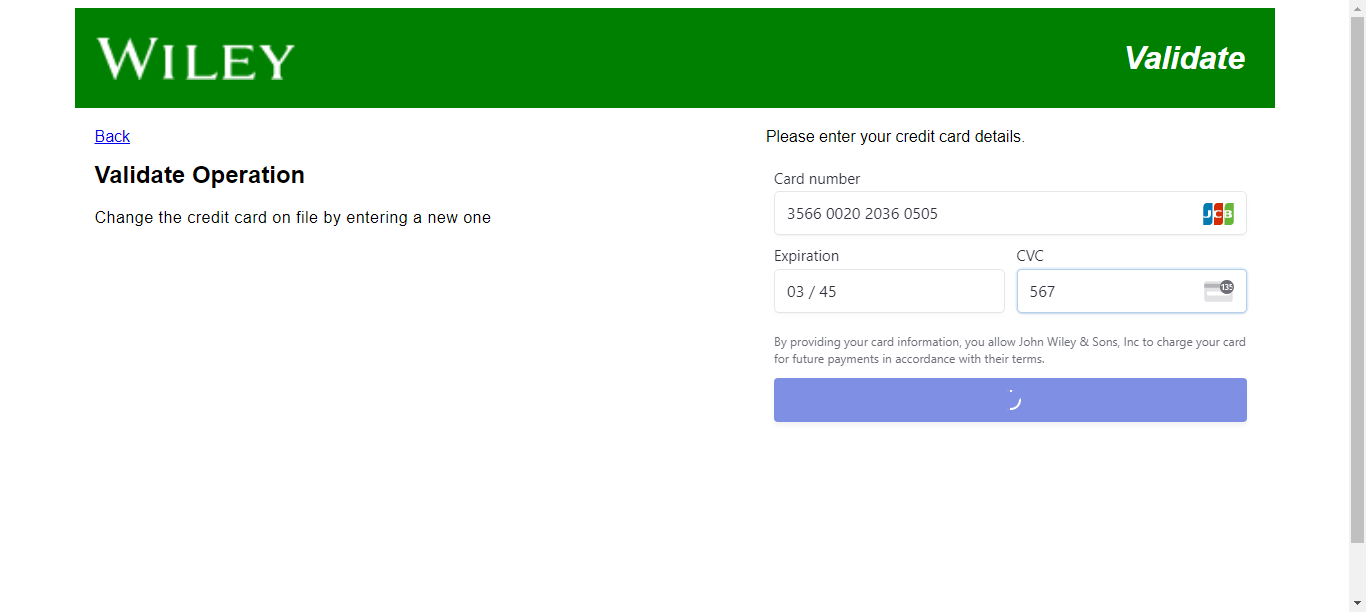 WILEY
Validate
Back
Validate Operation
Change the credit card on file by entering a new one
Please enter your credit card details.
Card number
3566 0020 2036 0505
JCB
Expiration
CVC
03 / 45
567
135
By providing your card information, you allow John Wiley & Sons, Inc to charge your card
for future payments in accordance with their terms.